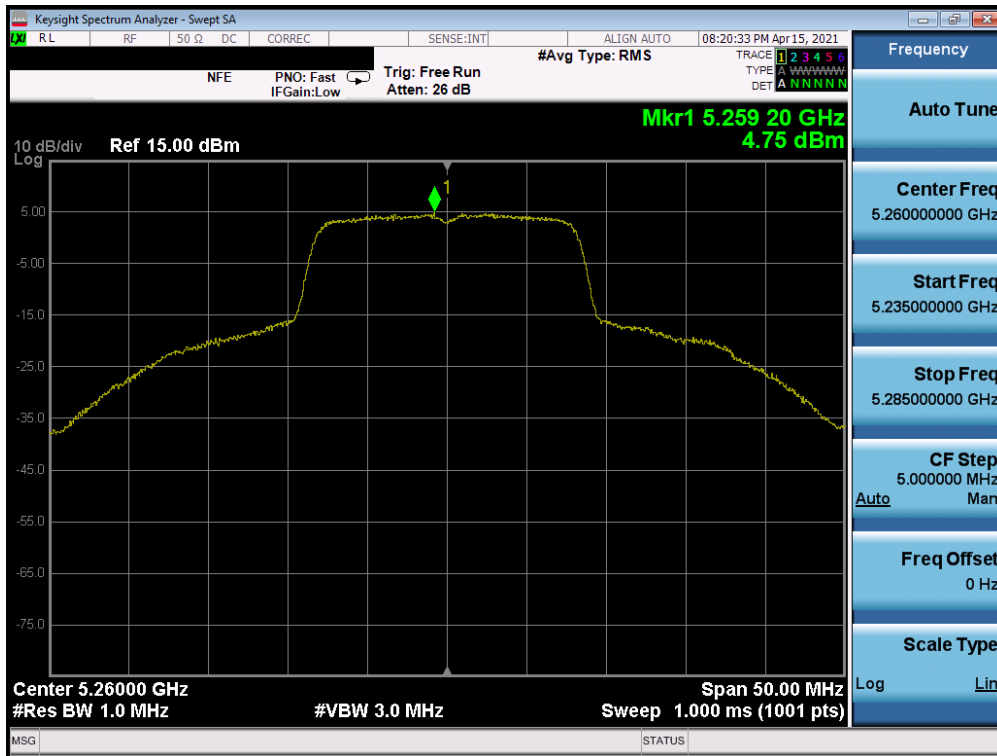 Keysight Spectrum Analyzer - Swept SA
LXI RL RF 50 Ω DC CORREC SENSE:INT ALIGN AUTO 08:20:33 PM Apr 15, 2021
NFE PNO: Fast Trig: Free Run #Avg Type: RMS TRACE 1 2 3 4 5 6
IFGain:Low Atten: 26 dB TYPE A WWWWW
DET A N N N N N
Mkr1 5.259 20 GHz
4.75 dBm
10 dB/div Ref 15.00 dBm
Log
1
5.00
-5.00
-15.0
-25.0
-35.0
-45.0
-55.0
-65.0
-75.0
Center 5.26000 GHz Span 50.00 MHz
#Res BW 1.0 MHz #VBW 3.0 MHz Sweep 1.000 ms (1001 pts)
MSG STATUS
Frequency
Auto Tune
Center Freq
5.260000000 GHz
Start Freq
5.235000000 GHz
Stop Freq
5.285000000 GHz
CF Step
5.000000 MHz
Auto Man
Freq Offset
0 Hz
Scale Type
Log Lin